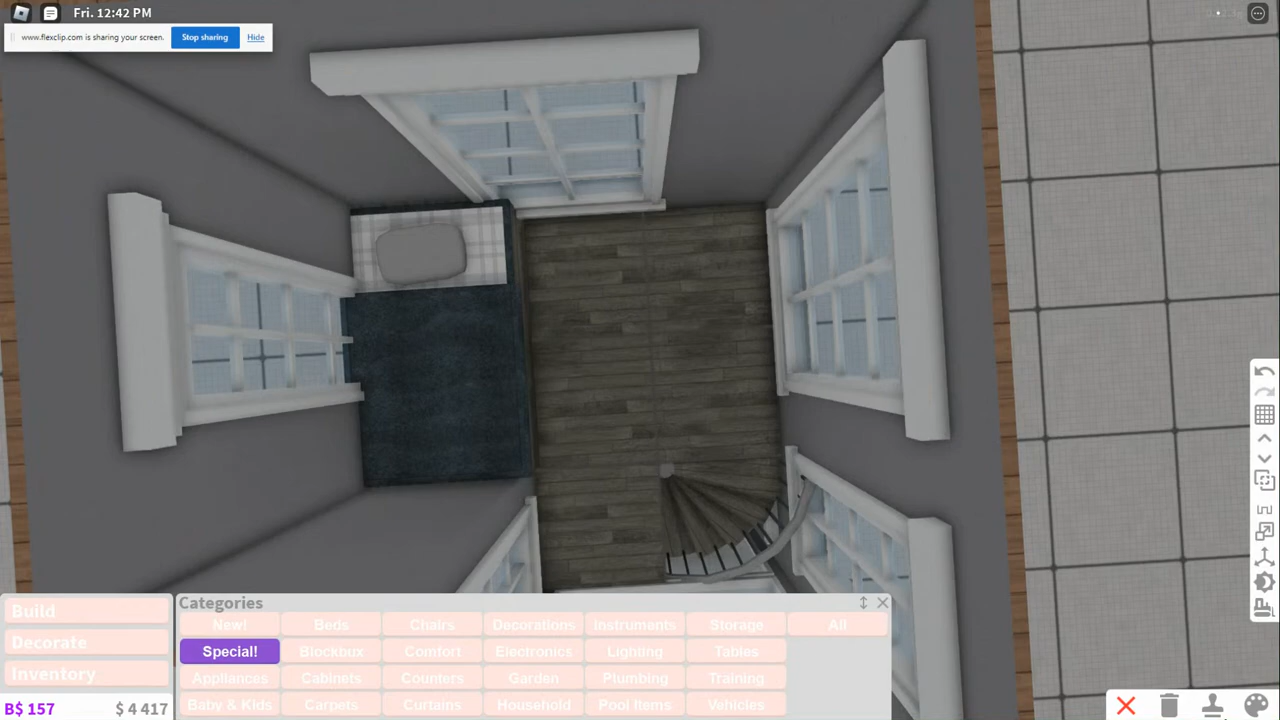 Fri. 12:42 PM
www.flexclip.com is sharing your screen. Stop sharing Hide
Categories
Build
Decorate
Inventory
B$ 157 $ 4 417
New! Beds Chairs Decorations Instruments Storage All
Special! Blockbux Comfort Electronics Lighting Tables
Appliances Cabinets Counters Garden Plumbing Training
Baby & Kids Carpets Curtains Household Pool Items Vehicles